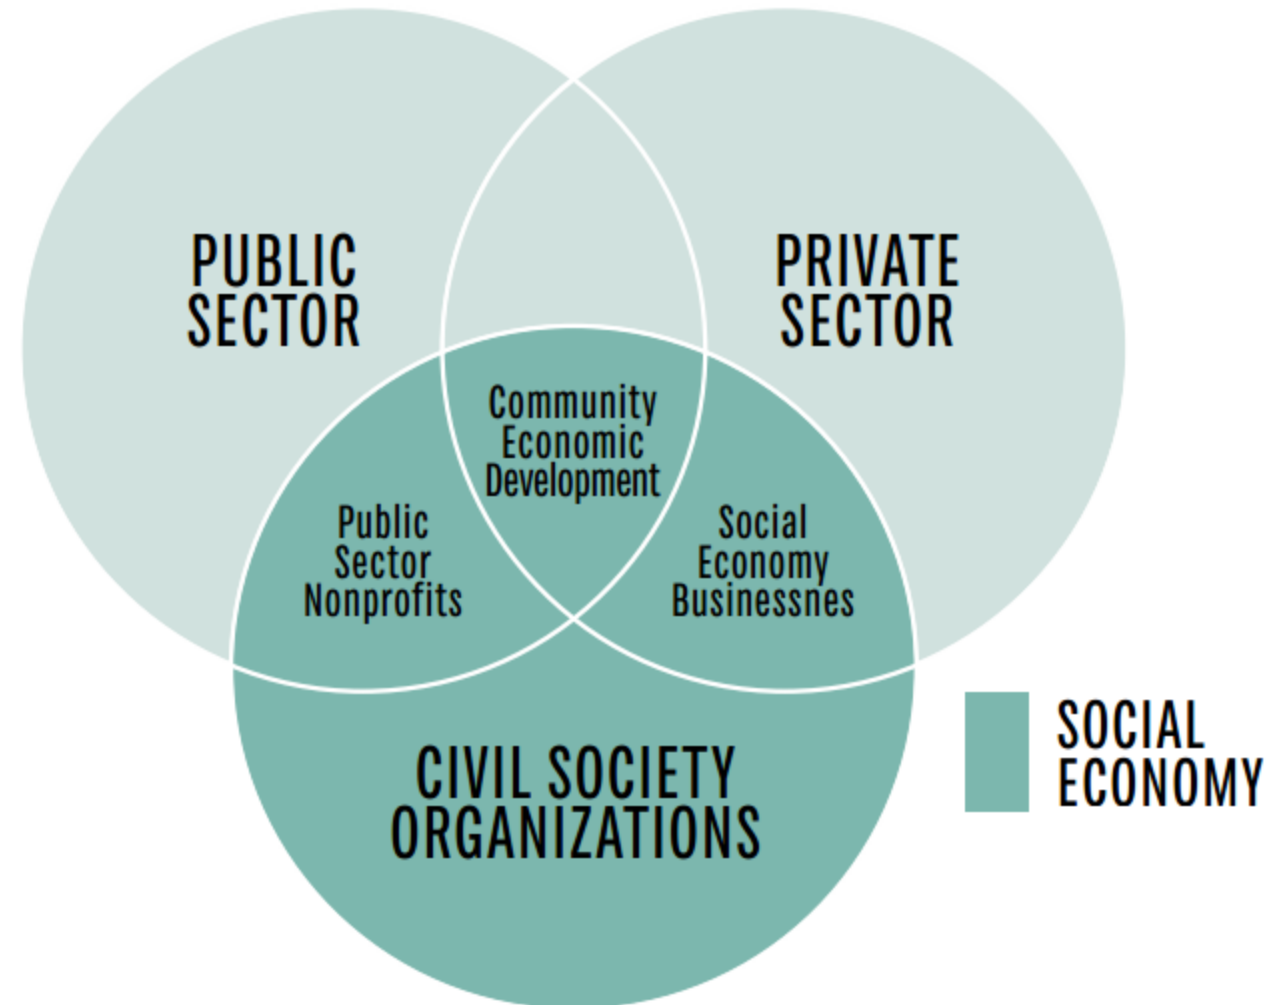 PUBLIC
SECTOR
PRIVATE
SECTOR
Community
Economic
Development
Public
Sector
Nonprofits
Social
Economy
Businessnes
CIVIL SOCIETY
ORGANIZATIONS
SOCIAL
ECONOMY